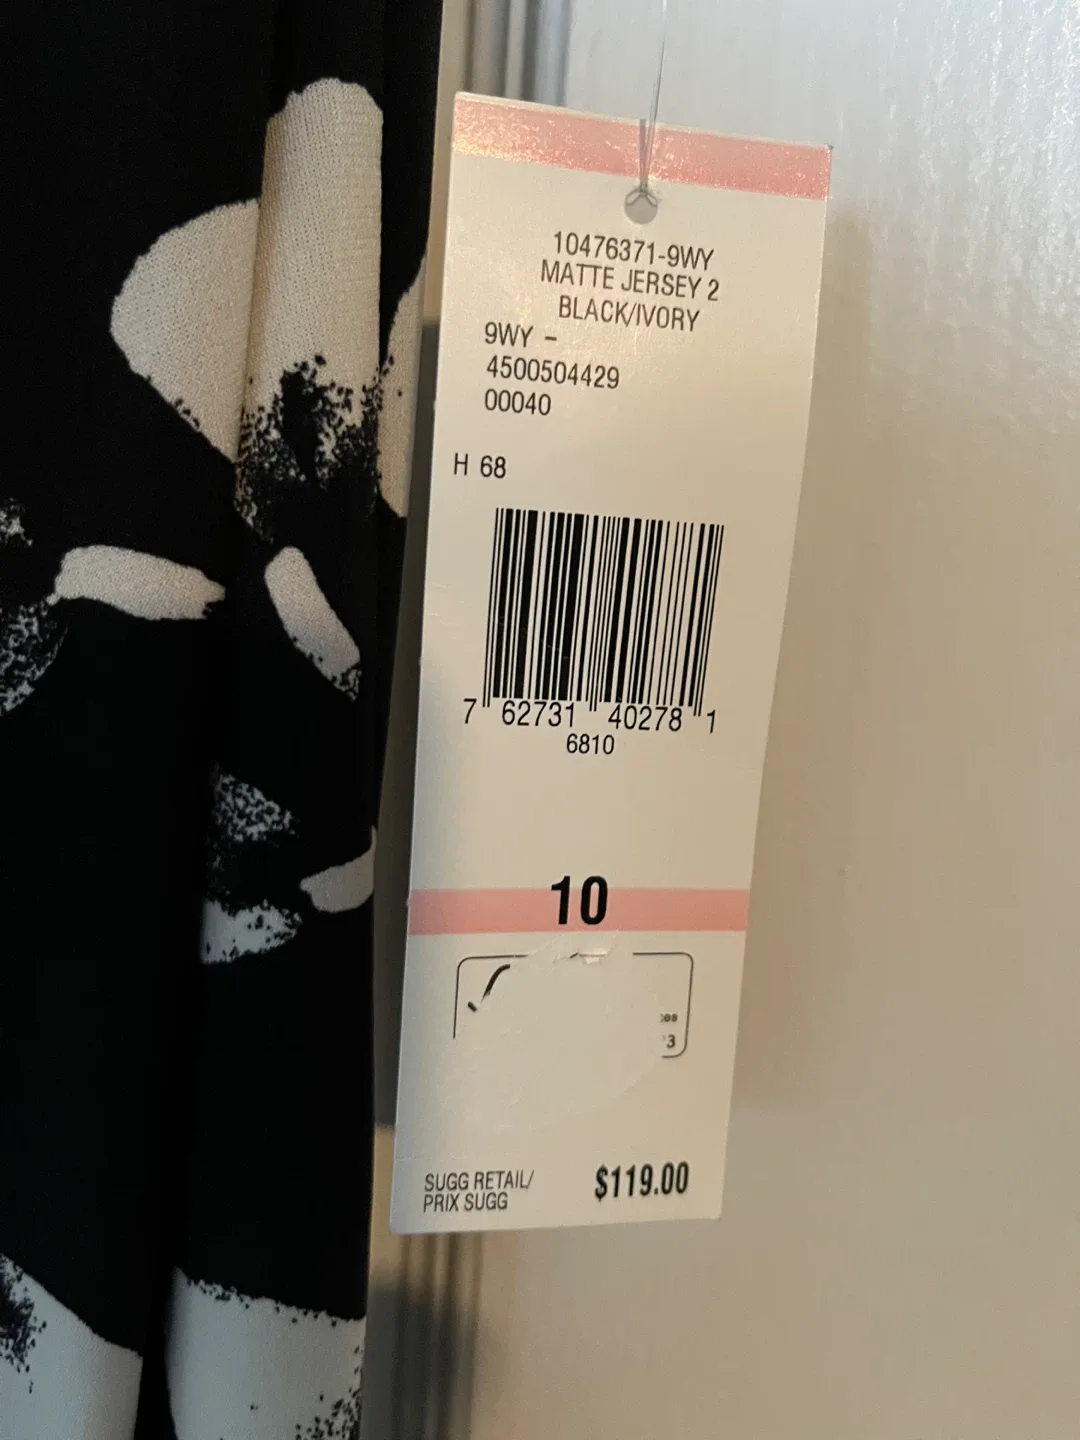 10476371-9WY
MATTE JERSEY 2
BLACK/IVORY
9WY -
4500504429
00040
H 68
7 62731 40278 1
6810
10
3
SUGG RETAIL/
PRIX SUGG
$119.00